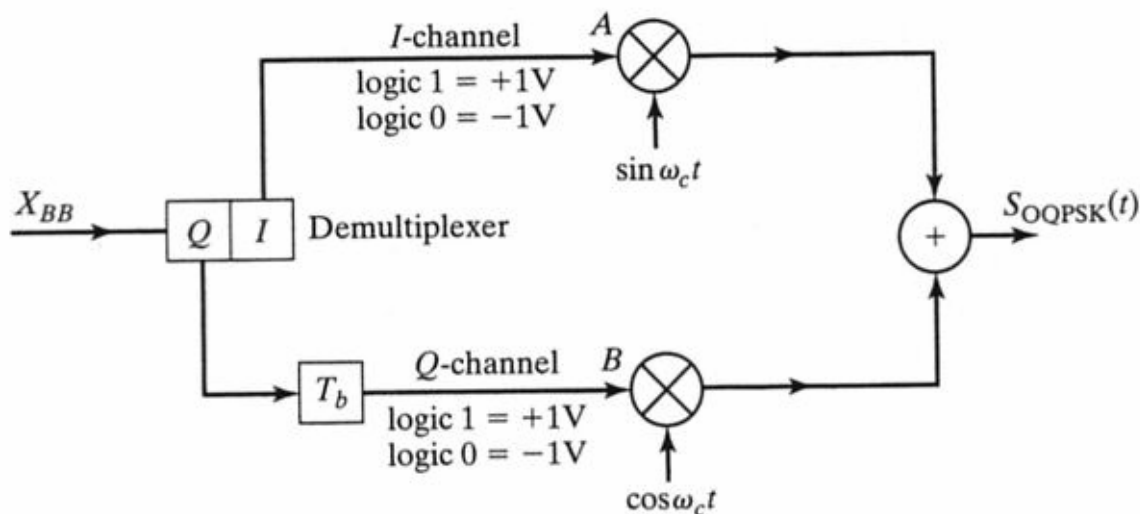 I-channel
A
logic 1 = +1V
logic 0 = −1V
sin ω_c t
X_BB
Q I Demultiplexer
S_OQPSK(t)
+
Q-channel
B
T_b
logic 1 = +1V
logic 0 = −1V
cos ω_c t